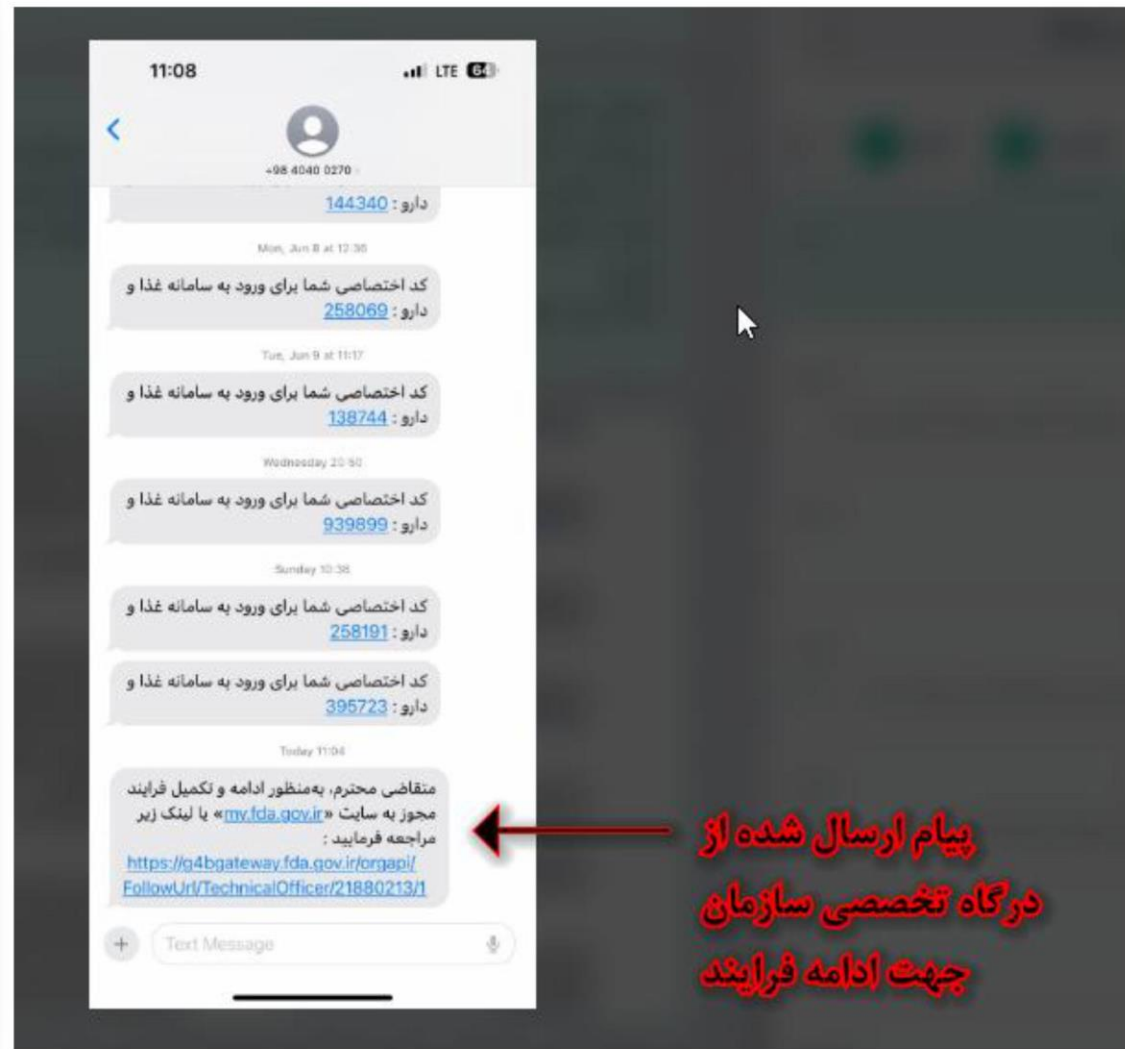 11:08
LTE 64
+98 4040 0270
دارو : 144340
Mon, Jun 8 at 12:36
کد اختصاصی شما برای ورود به سامانه غذا و
دارو : 258069
Tue, Jun 9 at 11:17
کد اختصاصی شما برای ورود به سامانه غذا و
دارو : 138744
Wednesday 20:50
کد اختصاصی شما برای ورود به سامانه غذا و
دارو : 939899
Sunday 10:38
کد اختصاصی شما برای ورود به سامانه غذا و
دارو : 258191
کد اختصاصی شما برای ورود به سامانه غذا و
دارو : 395723
Today 11:04
متقاضی محترم، به‌منظور ادامه و تکمیل فرایند
مجوز به سایت «my.fda.gov.ir» یا لینک زیر
مراجعه فرمایید :
https://g4bgateway.fda.gov.ir/orgapi/
FollowUrl/TechnicalOfficer/21880213/1
Text Message
پیام ارسال شده از
درگاه تخصصی سازمان
جهت ادامه فرایند